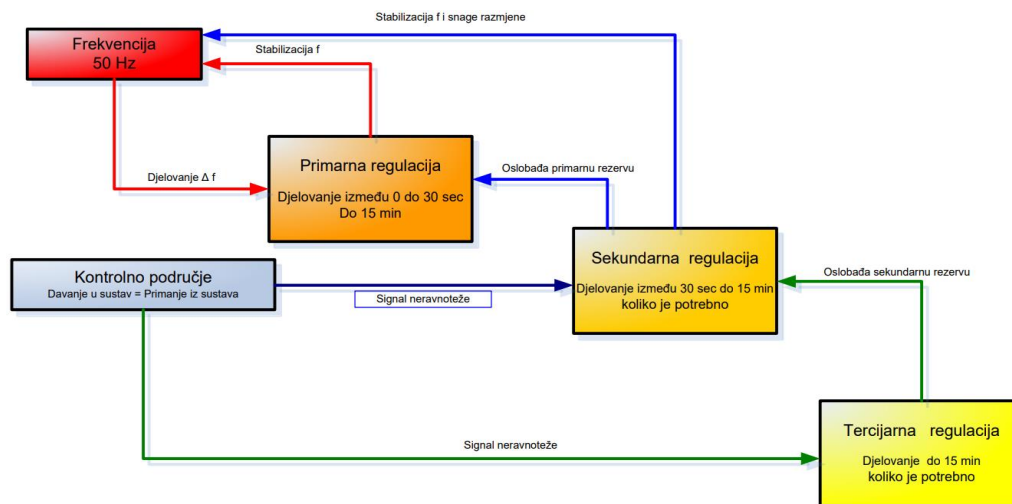 Stabilizacija f i snage razmjene
Frekvencija
50 Hz
Stabilizacija f
Primarna regulacija
Djelovanje između 0 do 30 sec
Do 15 min
Oslobađa primarnu rezervu
Djelovanje Δ f
Sekundarna regulacija
Djelovanje između 30 sec do 15 min
koliko je potrebno
Oslobađa sekundarnu rezervu
Kontrolno područje
Davanje u sustav = Primanje iz sustava
Signal neravnoteže
Tercijarna regulacija
Djelovanje do 15 min
koliko je potrebno
Signal neravnoteže